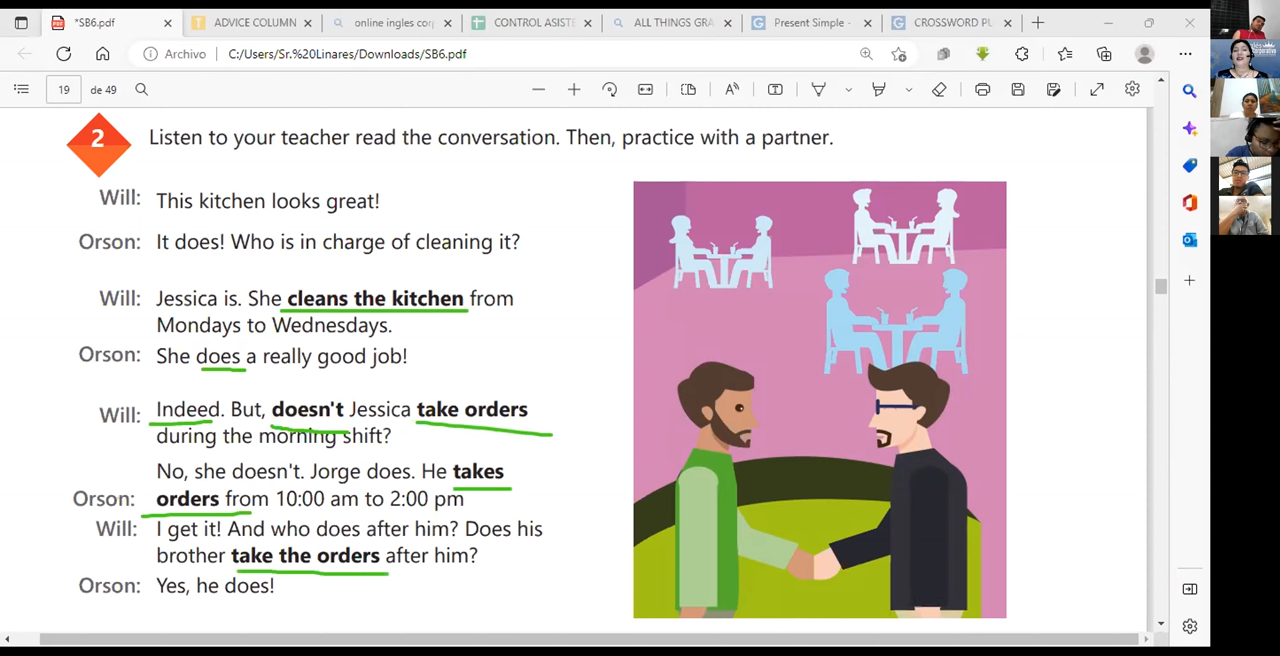 *SB6.pdf
ADVICE COLUMN
online ingles cor
CONTROL ASISTE
ALL THINGS GRA
Present Simple -
CROSSWORD PU
Archivo
C:/Users/Sr.%20Linares/Downloads/SB6.pdf
19
de 49
2
Listen to your teacher read the conversation. Then, practice with a partner.
Will: This kitchen looks great!
Orson: It does! Who is in charge of cleaning it?
Will: Jessica is. She cleans the kitchen from
Mondays to Wednesdays.
Orson: She does a really good job!
Will: Indeed. But, doesn't Jessica take orders
during the morning shift?
No, she doesn't. Jorge does. He takes
Orson: orders from 10:00 am to 2:00 pm
Will: I get it! And who does after him? Does his
brother take the orders after him?
Orson: Yes, he does!